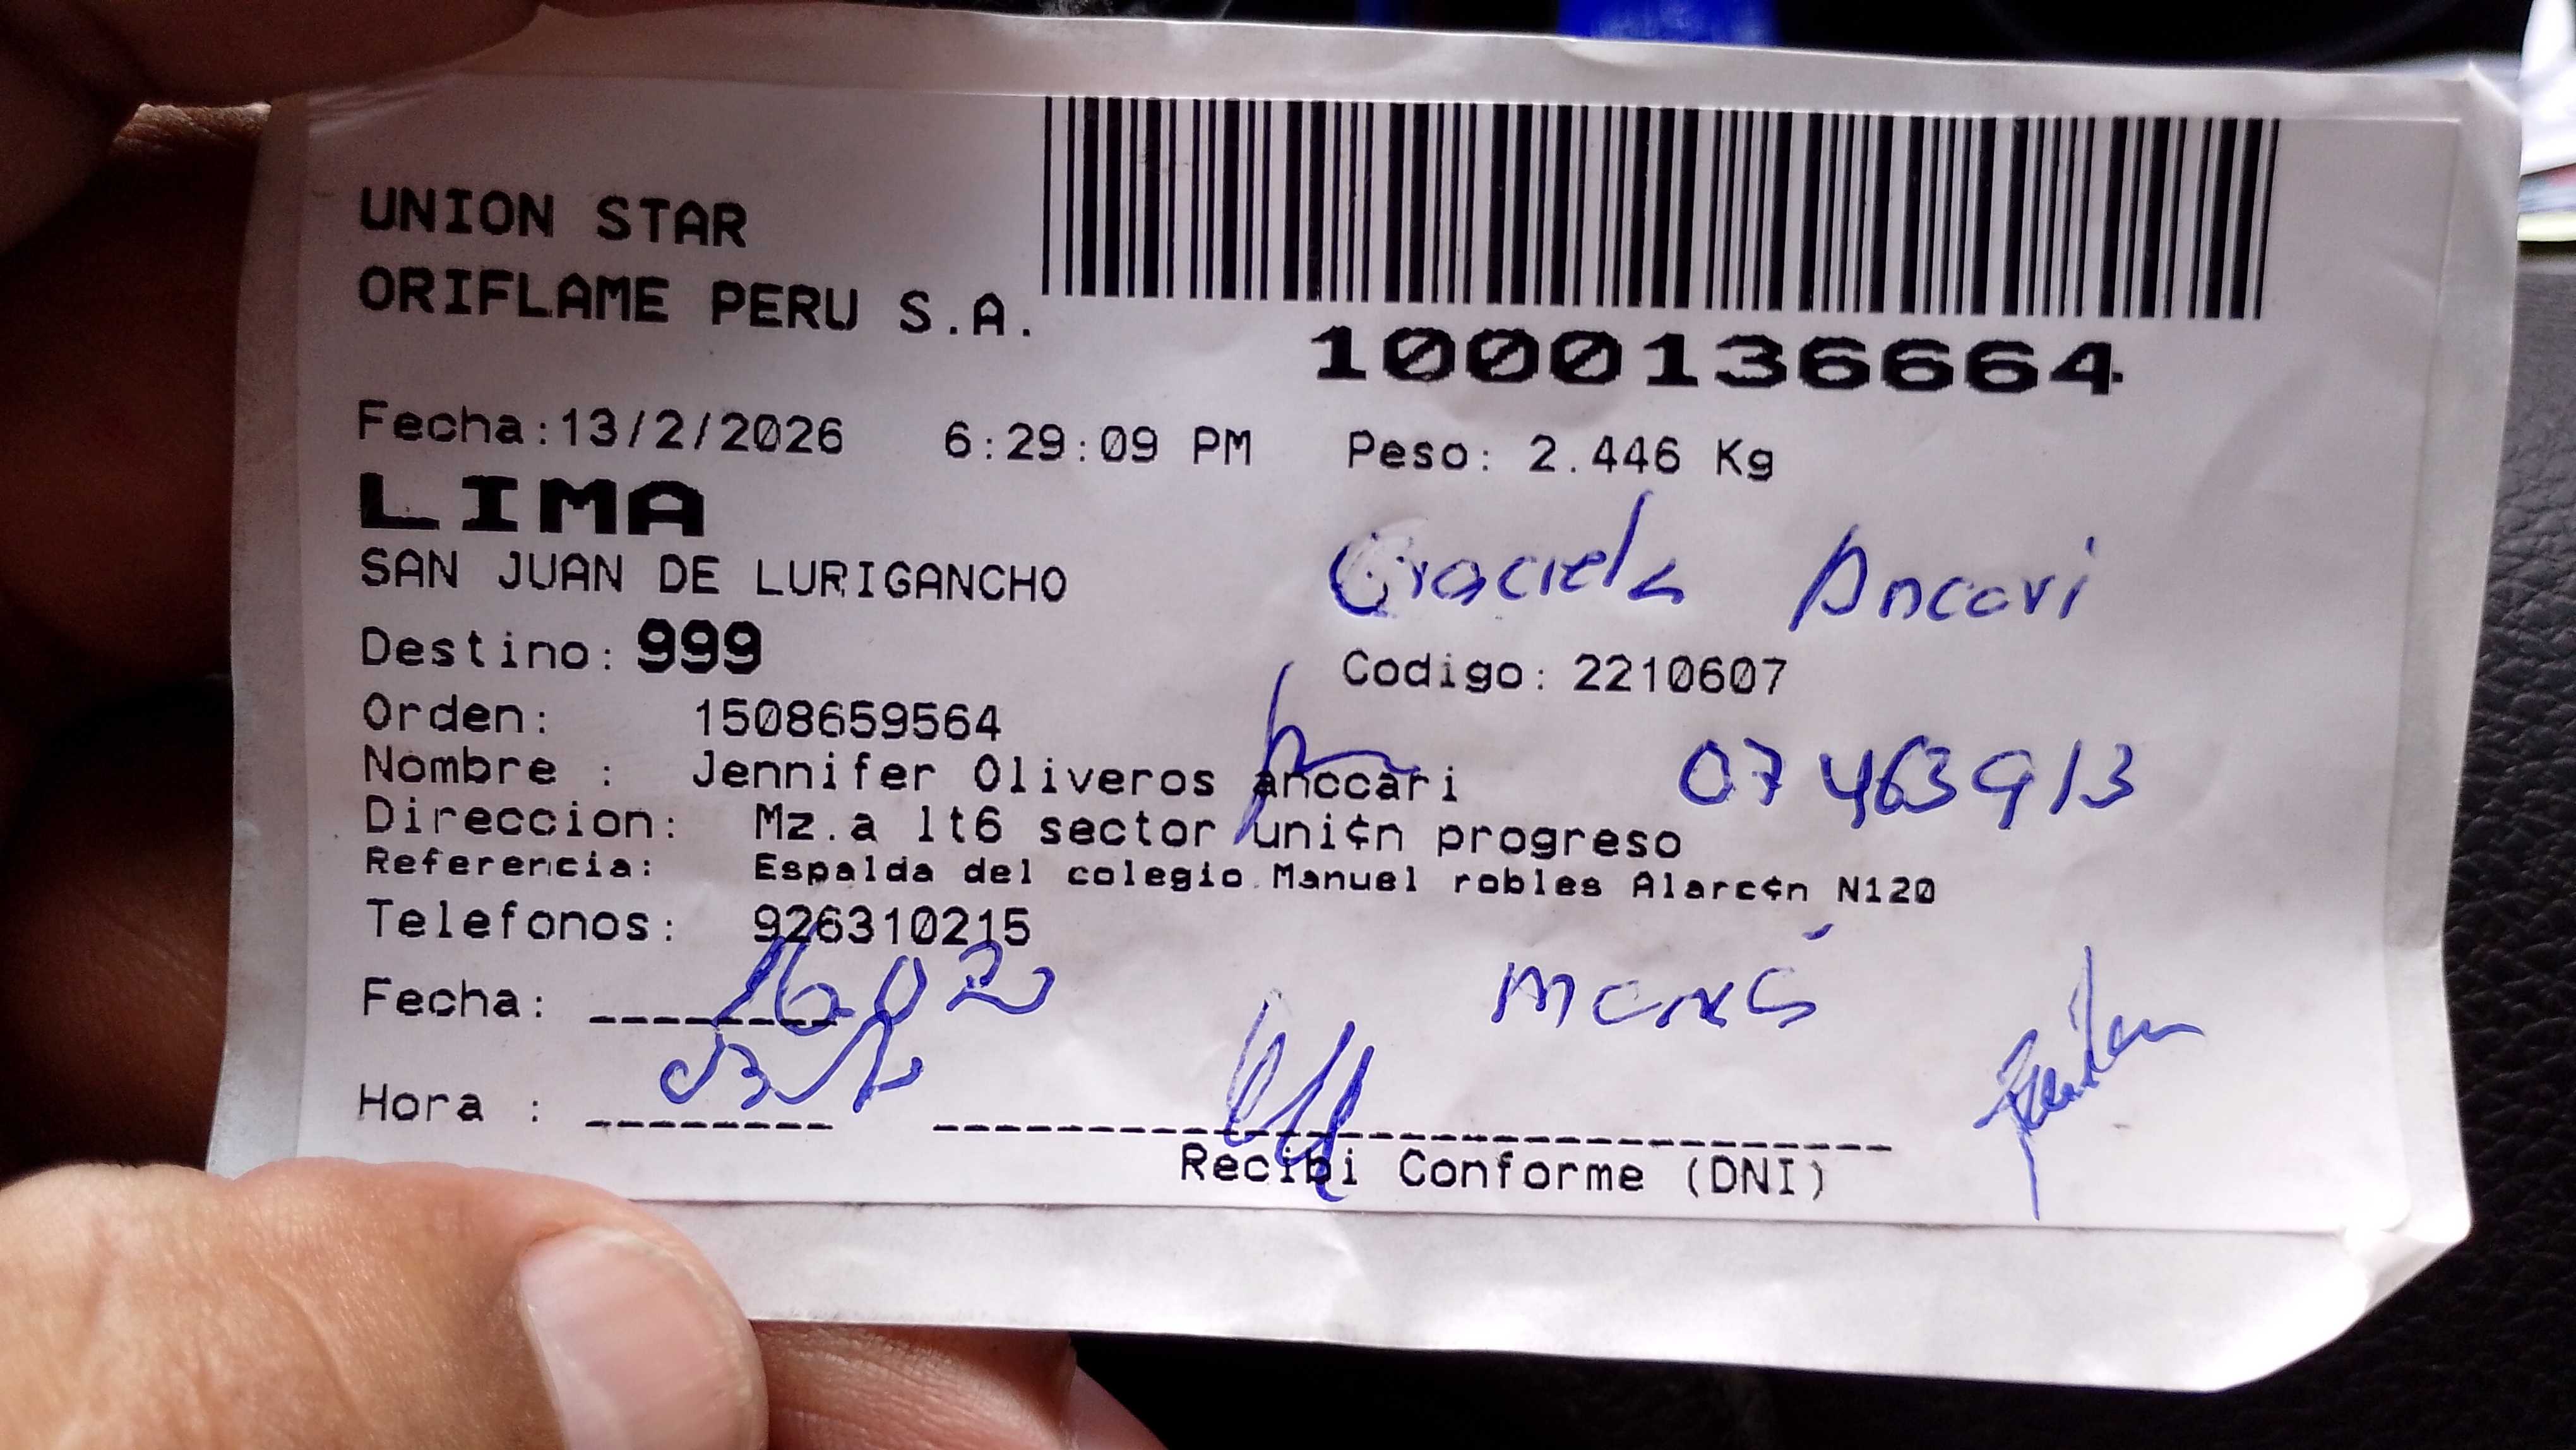 UNION STAR
ORIFLAME PERU S.A.
1000136664
Fecha:13/2/2026 6:29:09 PM Peso: 2.446 Kg
LIMA
SAN JUAN DE LURIGANCHO
Graciela Ancari
Destino: 999
Codigo: 2210607
Orden: 1508659564
Nombre : Jennifer Oliveros anccari
07463913
Direccion: Mz.a lt6 sector uni¢n progreso
Referencia: Espalda del colegio Manuel robles Alarc¢n N120
Telefonos: 926310215
Fecha: 16 02
mamá
Hora :
Recibi Conforme (DNI)